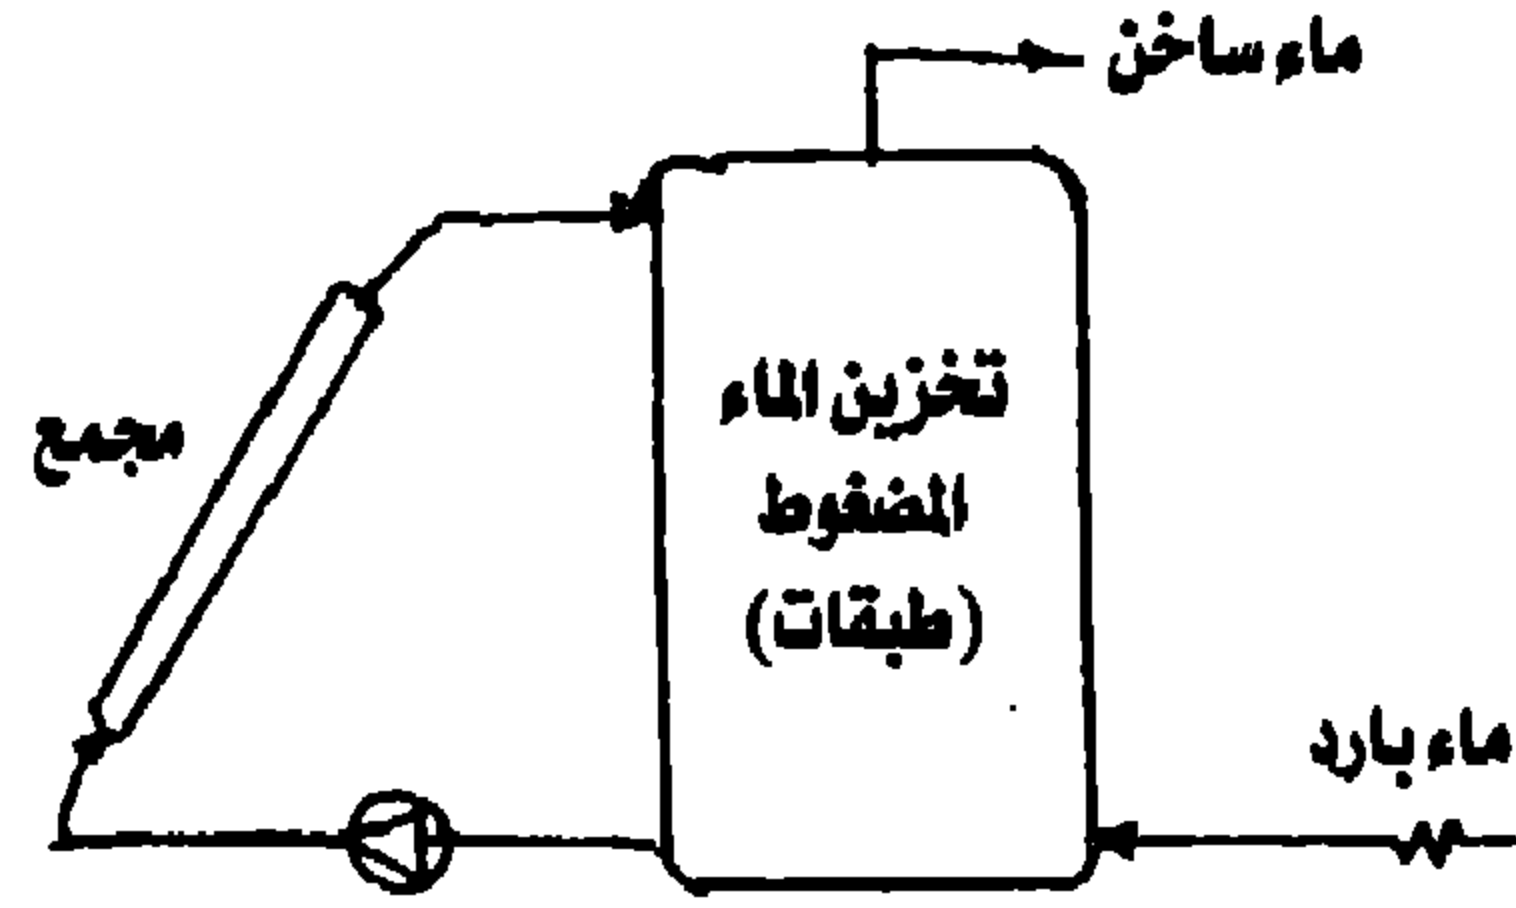 ماء ساخن
تخزين الماء
المضغوط
(طبقات)
مجمع
ماء بارد